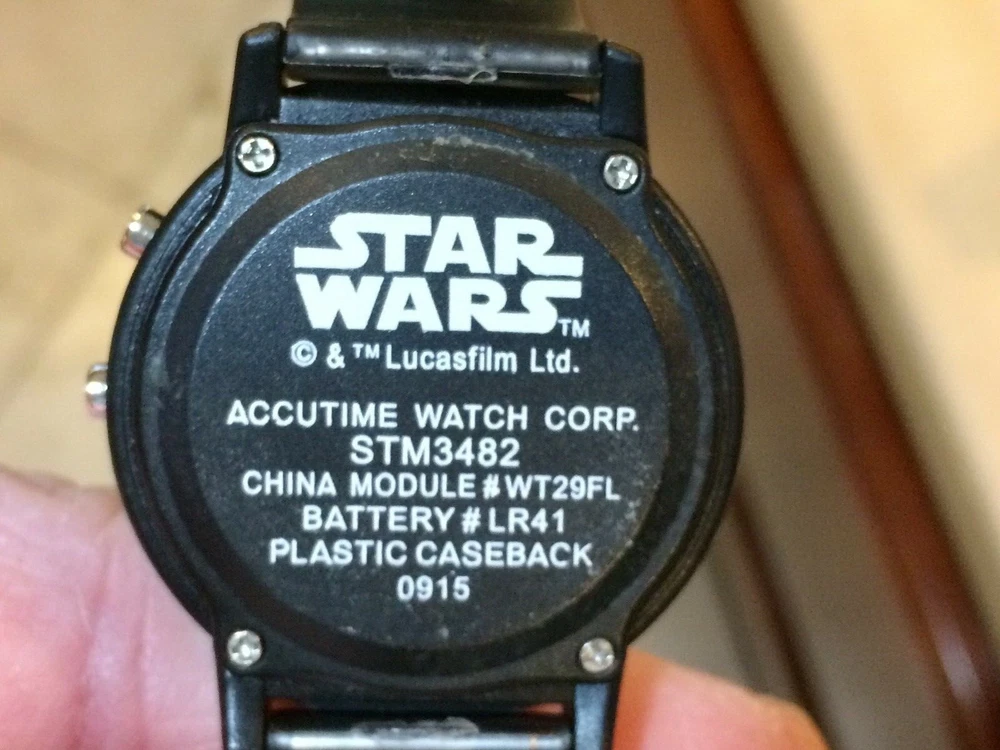 STAR
WARS™
© & ™ Lucasfilm Ltd.
ACCUTIME WATCH CORP.
STM3482
CHINA MODULE # WT29FL
BATTERY # LR41
PLASTIC CASEBACK
0915